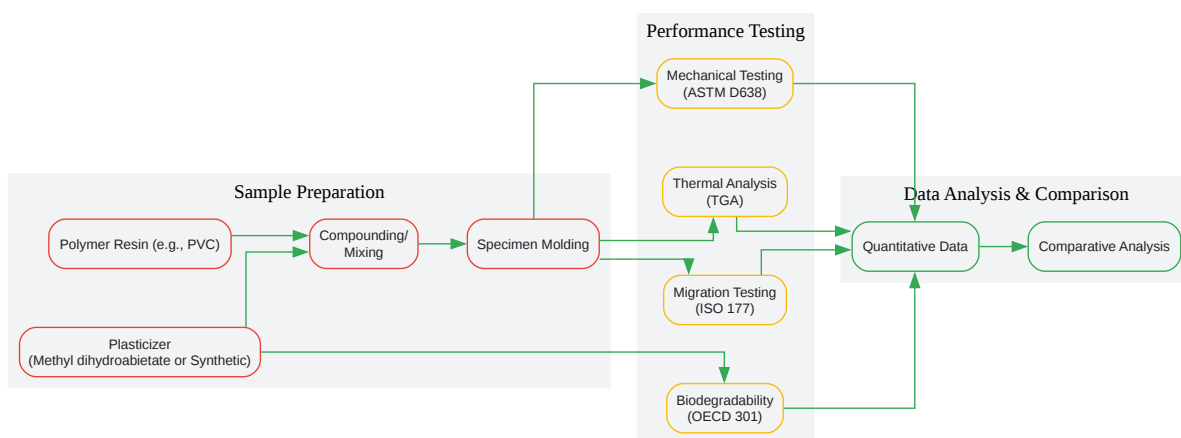 Performance Testing
Mechanical Testing
(ASTM D638)
Thermal Analysis
(TGA)
Migration Testing
(ISO 177)
Biodegradability
(OECD 301)
Sample Preparation
Polymer Resin (e.g., PVC)
Compounding/
Mixing
Specimen Molding
Plasticizer
(Methyl dihydroabietate or Synthetic)
Data Analysis & Comparison
Quantitative Data
Comparative Analysis